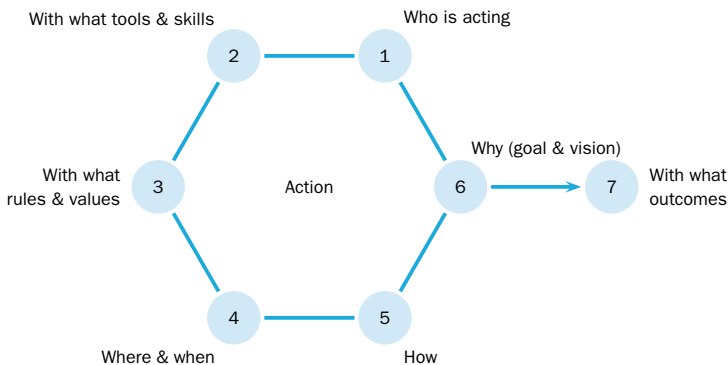 With what tools & skills
Who is acting
2
1
Why (goal & vision)
With what
rules & values
3
Action
6
7
With what
outcomes
4
5
Where & when
How